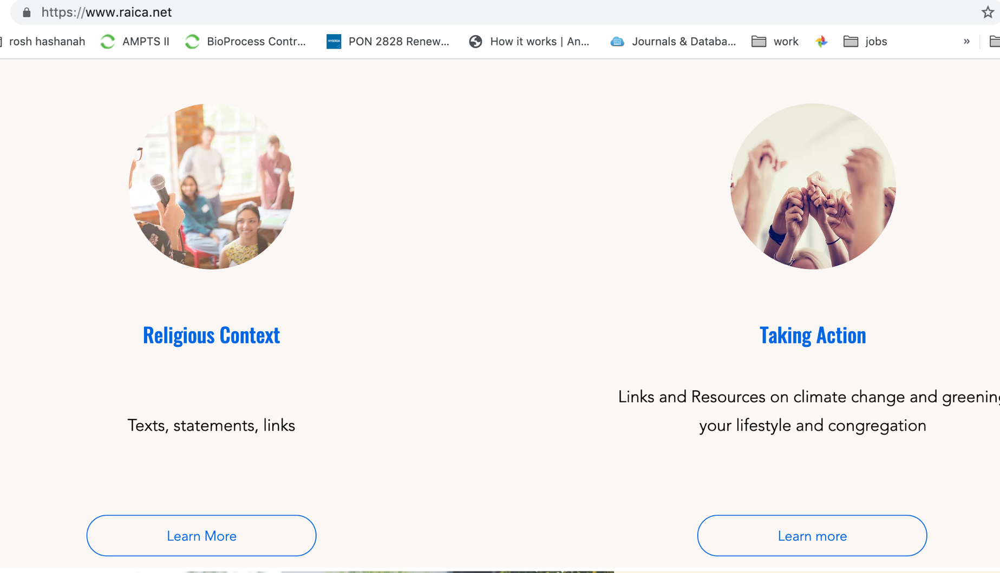 https://www.raica.net
rosh hashanah AMPTS II BioProcess Contr... NYSERDA PON 2828 Renew... How it works | An... Journals & Databa... work jobs »
Religious Context
Taking Action
Texts, statements, links
Links and Resources on climate change and greening
your lifestyle and congregation
Learn More
Learn more